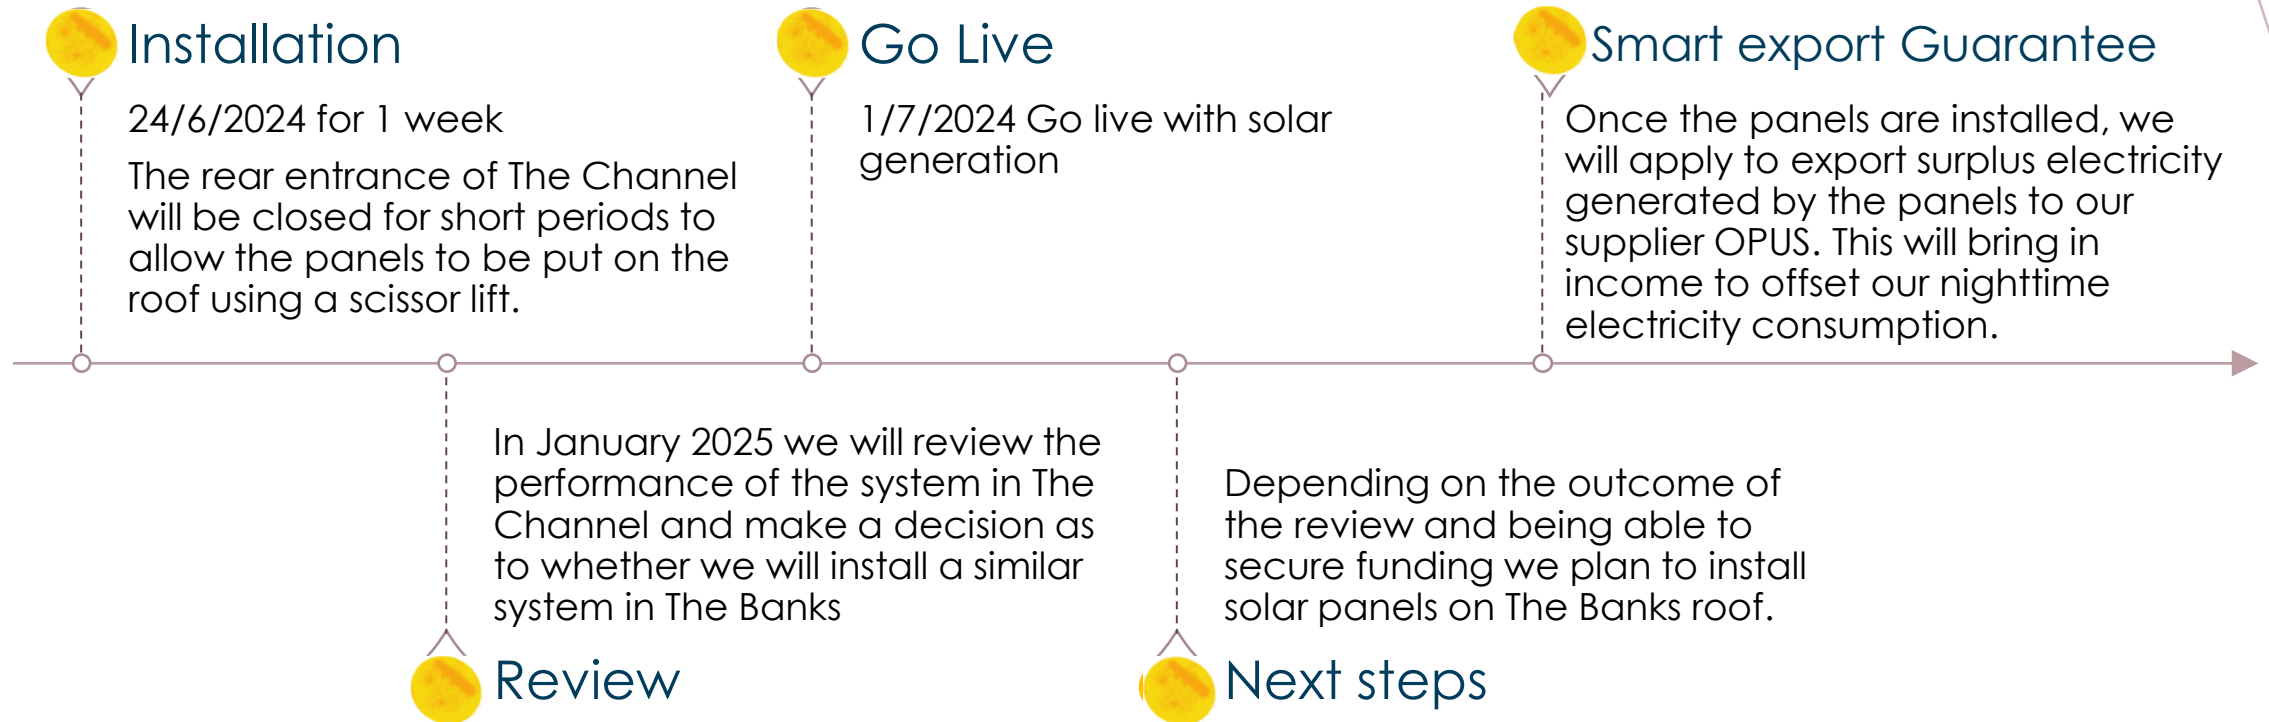 Installation
24/6/2024 for 1 week
The rear entrance of The Channel
will be closed for short periods to
allow the panels to be put on the
roof using a scissor lift.
Go Live
1/7/2024 Go live with solar
generation
Smart export Guarantee
Once the panels are installed, we
will apply to export surplus electricity
generated by the panels to our
supplier OPUS. This will bring in
income to offset our nighttime
electricity consumption.
In January 2025 we will review the
performance of the system in The
Channel and make a decision as
to whether we will install a similar
system in The Banks
Review
Depending on the outcome of
the review and being able to
secure funding we plan to install
solar panels on The Banks roof.
Next steps